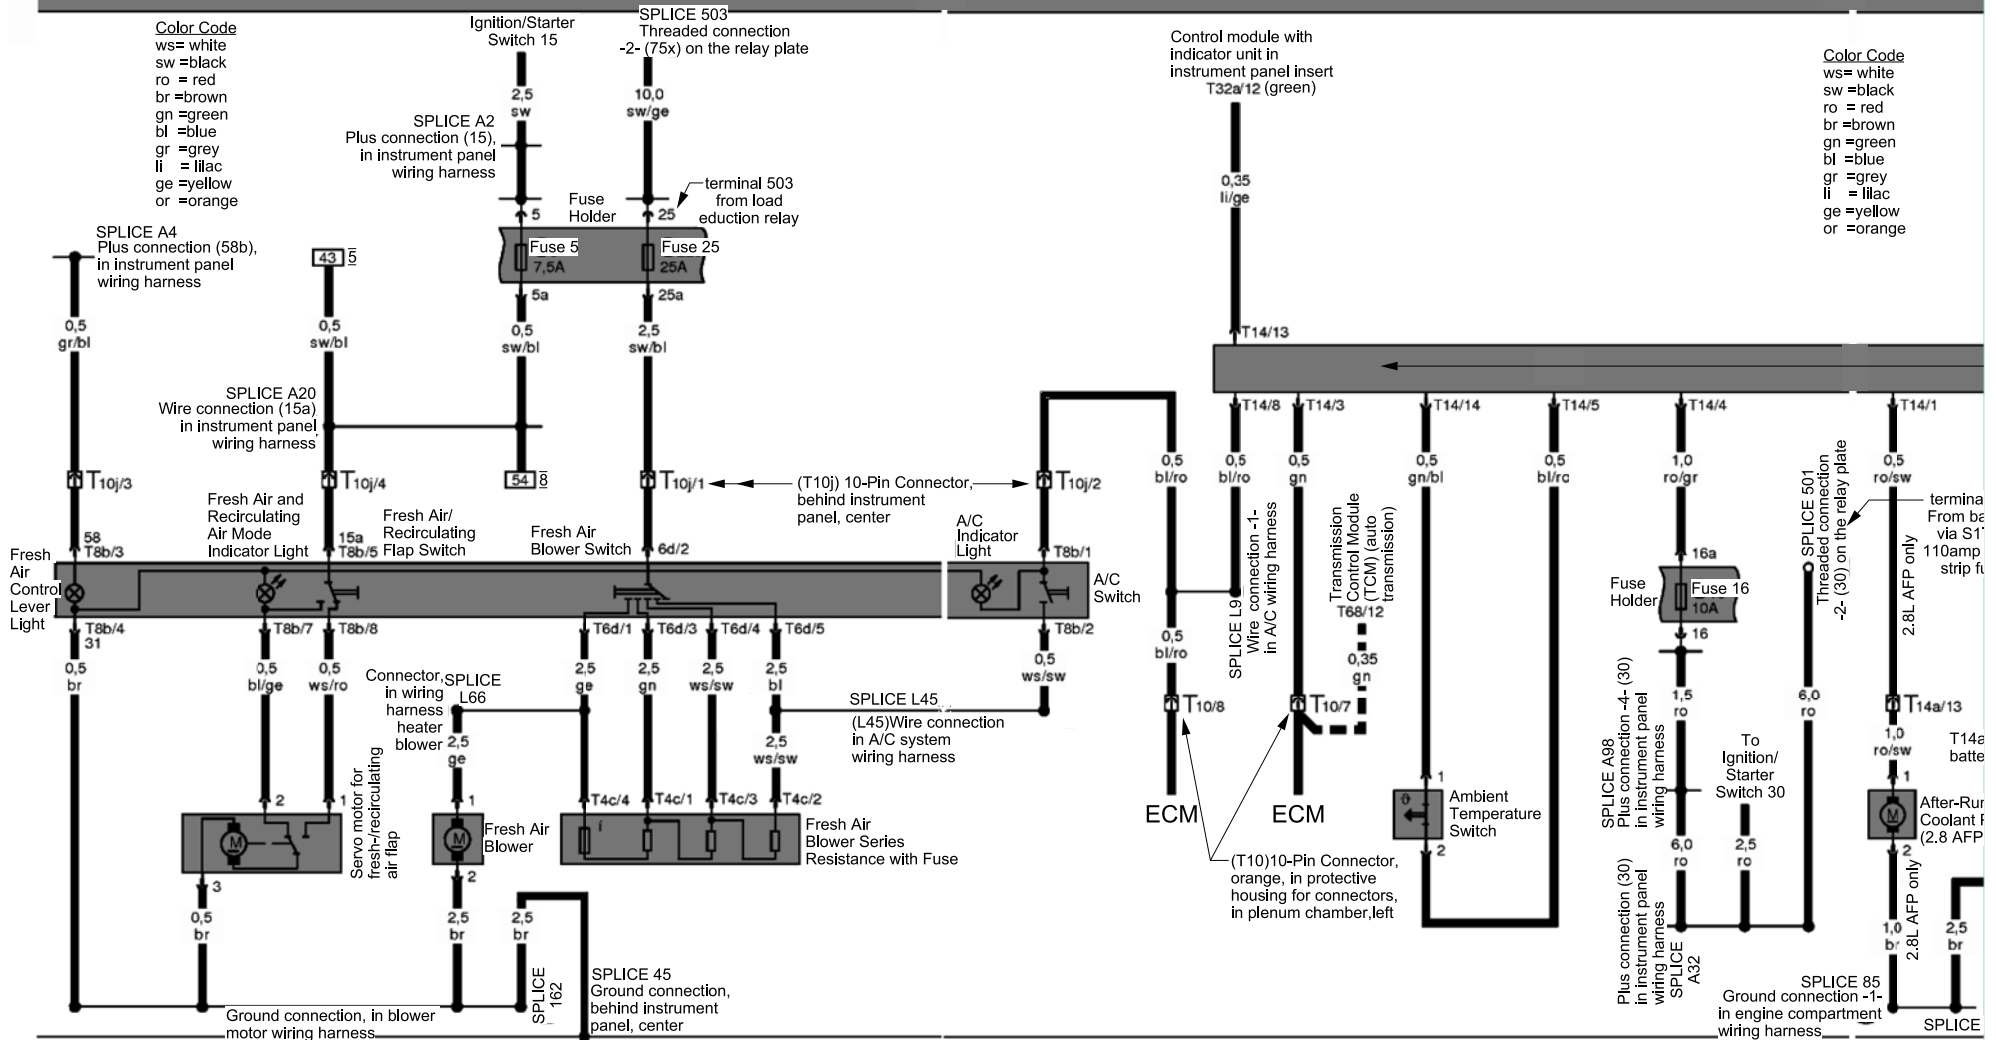 Color Code
ws= white
sw =black
ro = red
br =brown
gn =green
bl =blue
gr =grey
li = lilac
ge =yellow
or =orange
Ignition/Starter
Switch 15
SPLICE 503
Threaded connection
-2- (75x) on the relay plate
2,5
sw
10,0
sw/ge
SPLICE A2
Plus connection (15),
in instrument panel
wiring harness
terminal 503
from load
eduction relay
Fuse
Holder
5
25
Fuse 5
7,5A
Fuse 25
25A
5a
25a
SPLICE A4
Plus connection (58b),
in instrument panel
wiring harness
43 5
0,5
gr/bl
0,5
sw/bl
0,5
sw/bl
2,5
sw/bl
SPLICE A20
Wire connection (15a)
in instrument panel
wiring harness
T10j/3
T10j/4
54 8
T10j/1
(T10j) 10-Pin Connector,
behind instrument
panel, center
T10j/2
Fresh Air and
Recirculating
Air Mode
Indicator Light
Fresh Air/
Recirculating
Flap Switch
Fresh Air
Blower Switch
A/C
Indicator
Light
58
T8b/3
15a
T8b/5
6d/2
T8b/1
Fresh
Air
Control
Lever
Light
A/C
Switch
T8b/4
31
T8b/7
T8b/8
T6d/1
T6d/3
T6d/4
T6d/5
T8b/2
0,5
br
0,5
bl/ge
0,5
ws/ro
2,5
ge
2,5
gn
2,5
ws/sw
2,5
bl
0,5
ws/sw
Connector,
in wiring
harness
heater
blower
SPLICE
L66
SPLICE L45
(L45)Wire connection
in A/C system
wiring harness
2,5
ge
2,5
ws/sw
Servo motor for
fresh-/recirculating
air flap
2
1
1
T4c/4
T4c/1
T4c/3
T4c/2
M
M
Fresh Air
Blower
Fresh Air
Blower Series
Resistance with Fuse
3
2
0,5
br
2,5
br
2,5
br
SPLICE
162
SPLICE 45
Ground connection,
behind instrument
panel, center
Ground connection, in blower
motor wiring harness
Control module with
indicator unit in
instrument panel insert
T32a/12 (green)
0,35
li/ge
T14/13
T14/8
T14/3
T14/14
T14/5
T14/4
T14/1
0,5
bl/ro
0,5
bl/ro
0,5
gn
0,5
gn/bl
0,5
bl/ro
1,0
ro/gr
0,5
ro/sw
SPLICE L9
Wire connection -1-
in A/C wiring harness
Transmission
Control Module
(TCM) (auto
transmission)
T68/12
0,35
gn
0,5
bl/ro
T10/8
T10/7
ECM
ECM
(T10)10-Pin Connector,
orange, in protective
housing for connectors,
in plenum chamber,left
1
Ambient
Temperature
Switch
2
Color Code
ws= white
sw =black
ro = red
br =brown
gn =green
bl =blue
gr =grey
li = lilac
ge =yellow
or =orange
SPLICE 501
Threaded connection
-2- (30) on the relay plate
termina
From ba
via S1
110amp
strip fu
16a
Fuse
Holder
Fuse 16
10A
16
2.8L AFP only
1,5
ro
6,0
ro
SPLICE A98
Plus connection -4- (30)
in instrument panel
wiring harness
To
Ignition/
Starter
Switch 30
6,0
ro
2,5
ro
Plus connection (30)
in instrument panel
wiring harness
SPLICE
A32
T14a/13
1,0
ro/sw
T14a
batte
1
M
After-Run
Coolant P
(2.8 AFP
2
2.8L AFP only
1,0
br
2,5
br
SPLICE 85
Ground connection -1-
in engine compartment
wiring harness
SPLICE